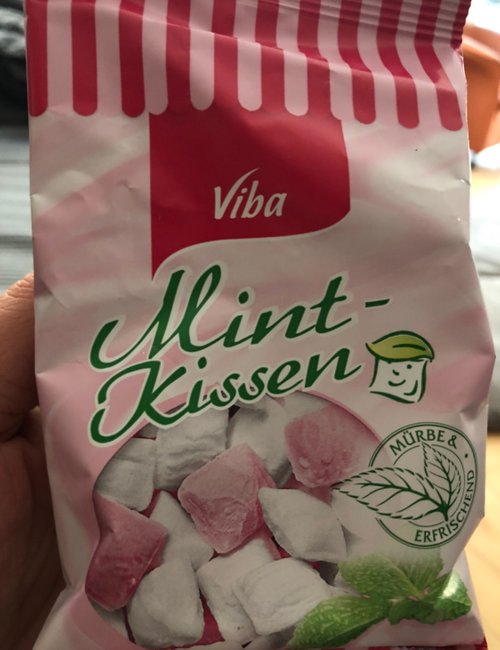 Viba
Mint-
Kissen
MÜRBE &
ERFRISCHEND